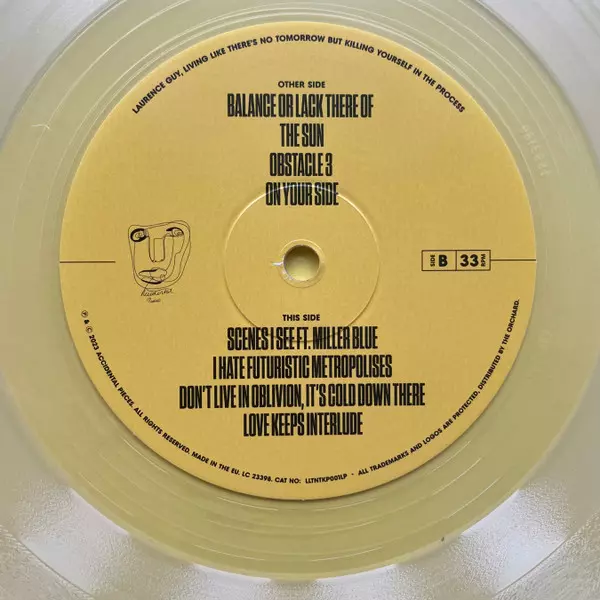 LAURENCE GUY, LIVING LIKE THERE'S NO TOMORROW BUT KILLING YOURSELF IN THE PROCESS
OTHER SIDE
BALANCE OR LACK THERE OF
THE SUN
OBSTACLE 3
ON YOUR SIDE
SIDE B 33 RPM
THIS SIDE
SCENES I SEE FT. MILLER BLUE
I HATE FUTURISTIC METROPOLISES
DON'T LIVE IN OBLIVION, IT'S COLD DOWN THERE
LOVE KEEPS INTERLUDE
℗ & © 2023 ACCIDENTAL PIECES. ALL RIGHTS RESERVED. MADE IN THE EU. LC 23398. CAT NO: LLTNTKP001LP - ALL TRADEMARKS AND LOGOS ARE PROTECTED. DISTRIBUTED BY THE ORCHARD.